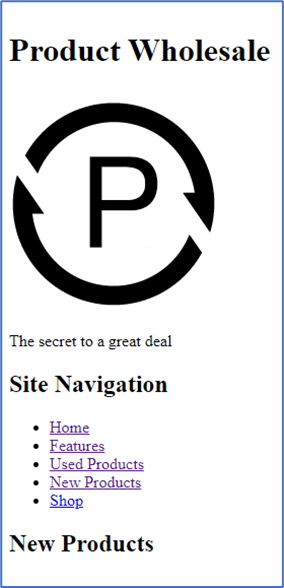 Product Wholesale
P
The secret to a great deal
Site Navigation
Home
Features
Used Products
New Products
Shop
New Products